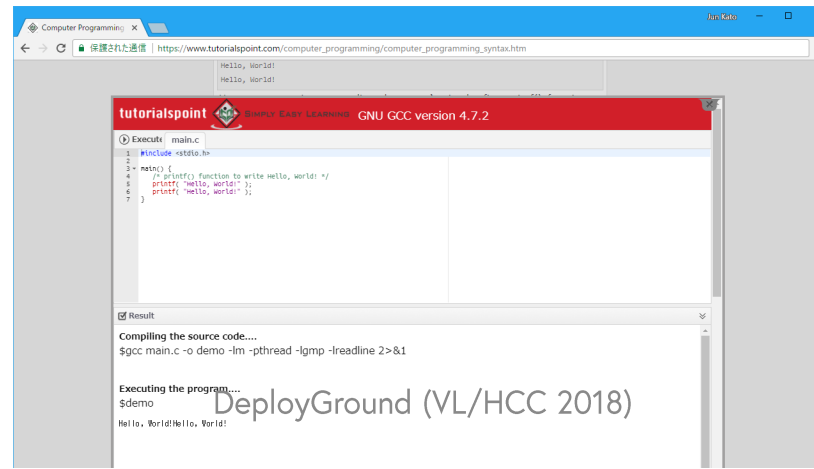 Computer Programming
Jun Kato
保護された通信 | https://www.tutorialspoint.com/computer_programming/computer_programming_syntax.htm
Hello, World!
Hello, World!
tutorialspoint SIMPLY EASY LEARNING GNU GCC version 4.7.2
Execute main.c
1 #include <stdio.h>
2
3 main() {
4 /* printf() function to write Hello, World! */
5 printf( "Hello, World!" );
6 printf( "Hello, World!" );
7 }
Result
Compiling the source code....
$gcc main.c -o demo -lm -pthread -lgmp -lreadline 2>&1
Executing the program....
$demo
DeployGround (VL/HCC 2018)
Hello, World!Hello, World!